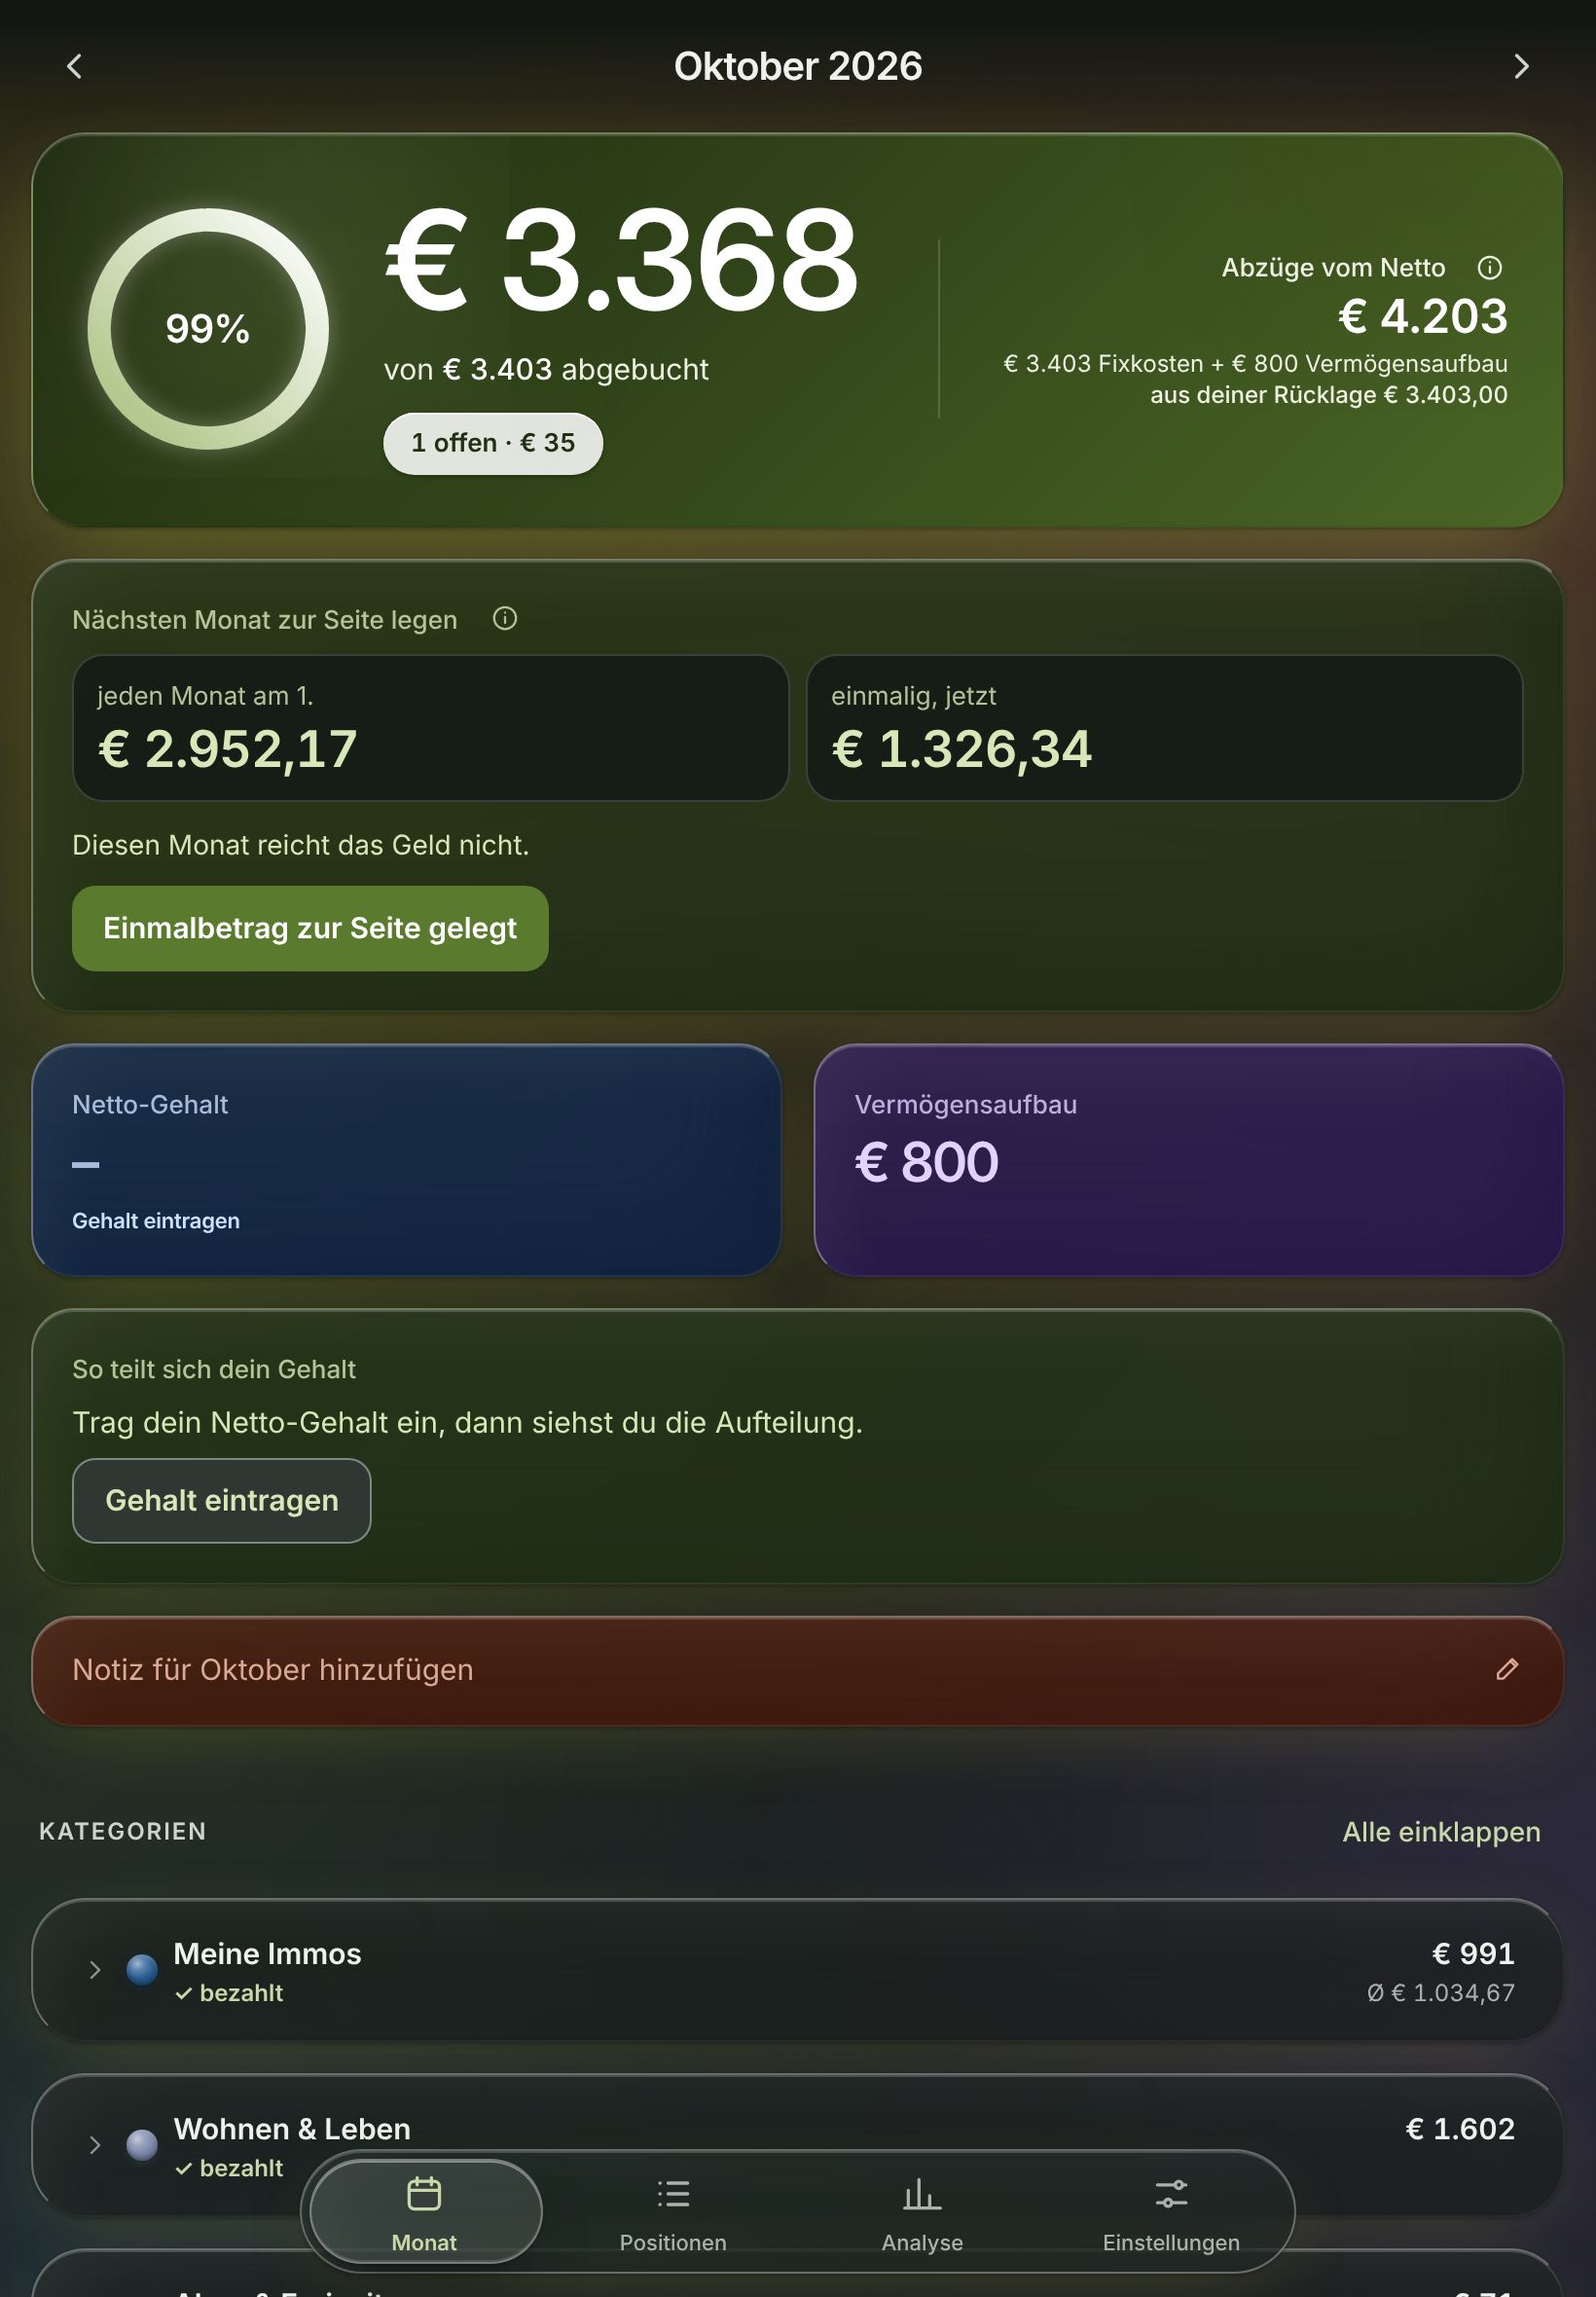 Oktober 2026
99%
€ 3.368
von € 3.403 abgebucht
1 offen · € 35
Abzüge vom Netto
€ 4.203
€ 3.403 Fixkosten + € 800 Vermögensaufbau
aus deiner Rücklage € 3.403,00
Nächsten Monat zur Seite legen
jeden Monat am 1.
€ 2.952,17
einmalig, jetzt
€ 1.326,34
Diesen Monat reicht das Geld nicht.
Einmalbetrag zur Seite gelegt
Netto-Gehalt
–
Gehalt eintragen
Vermögensaufbau
€ 800
So teilt sich dein Gehalt
Trag dein Netto-Gehalt ein, dann siehst du die Aufteilung.
Gehalt eintragen
Notiz für Oktober hinzufügen
KATEGORIEN
Alle einklappen
Meine Immos
€ 991
✓ bezahlt
Ø € 1.034,67
Wohnen & Leben
€ 1.602
✓ bezahlt
Monat
Positionen
Analyse
Einstellungen